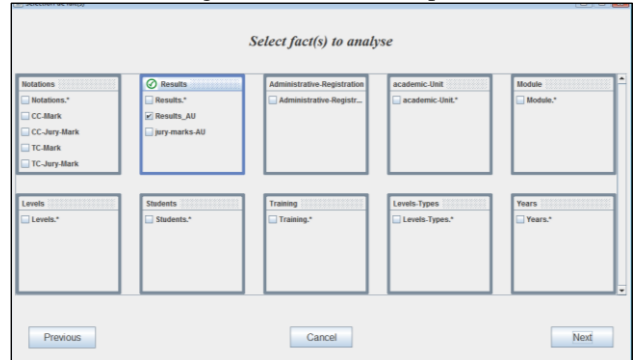 Select fact(s) to analyse
Notations
Notations.*
CC-Mark
CC-Jury-Mark
TC-Mark
TC-Jury-Mark
Results
Results.*
Results_AU
jury-marks-AU
Administrative-Registration
Administrative-Registr...
academic-Unit
academic-Unit.*
Module
Module.*
Levels
Levels.*
Students
Students.*
Training
Training.*
Levels-Types
Levels-Types.*
Years
Years.*
Previous
Cancel
Next